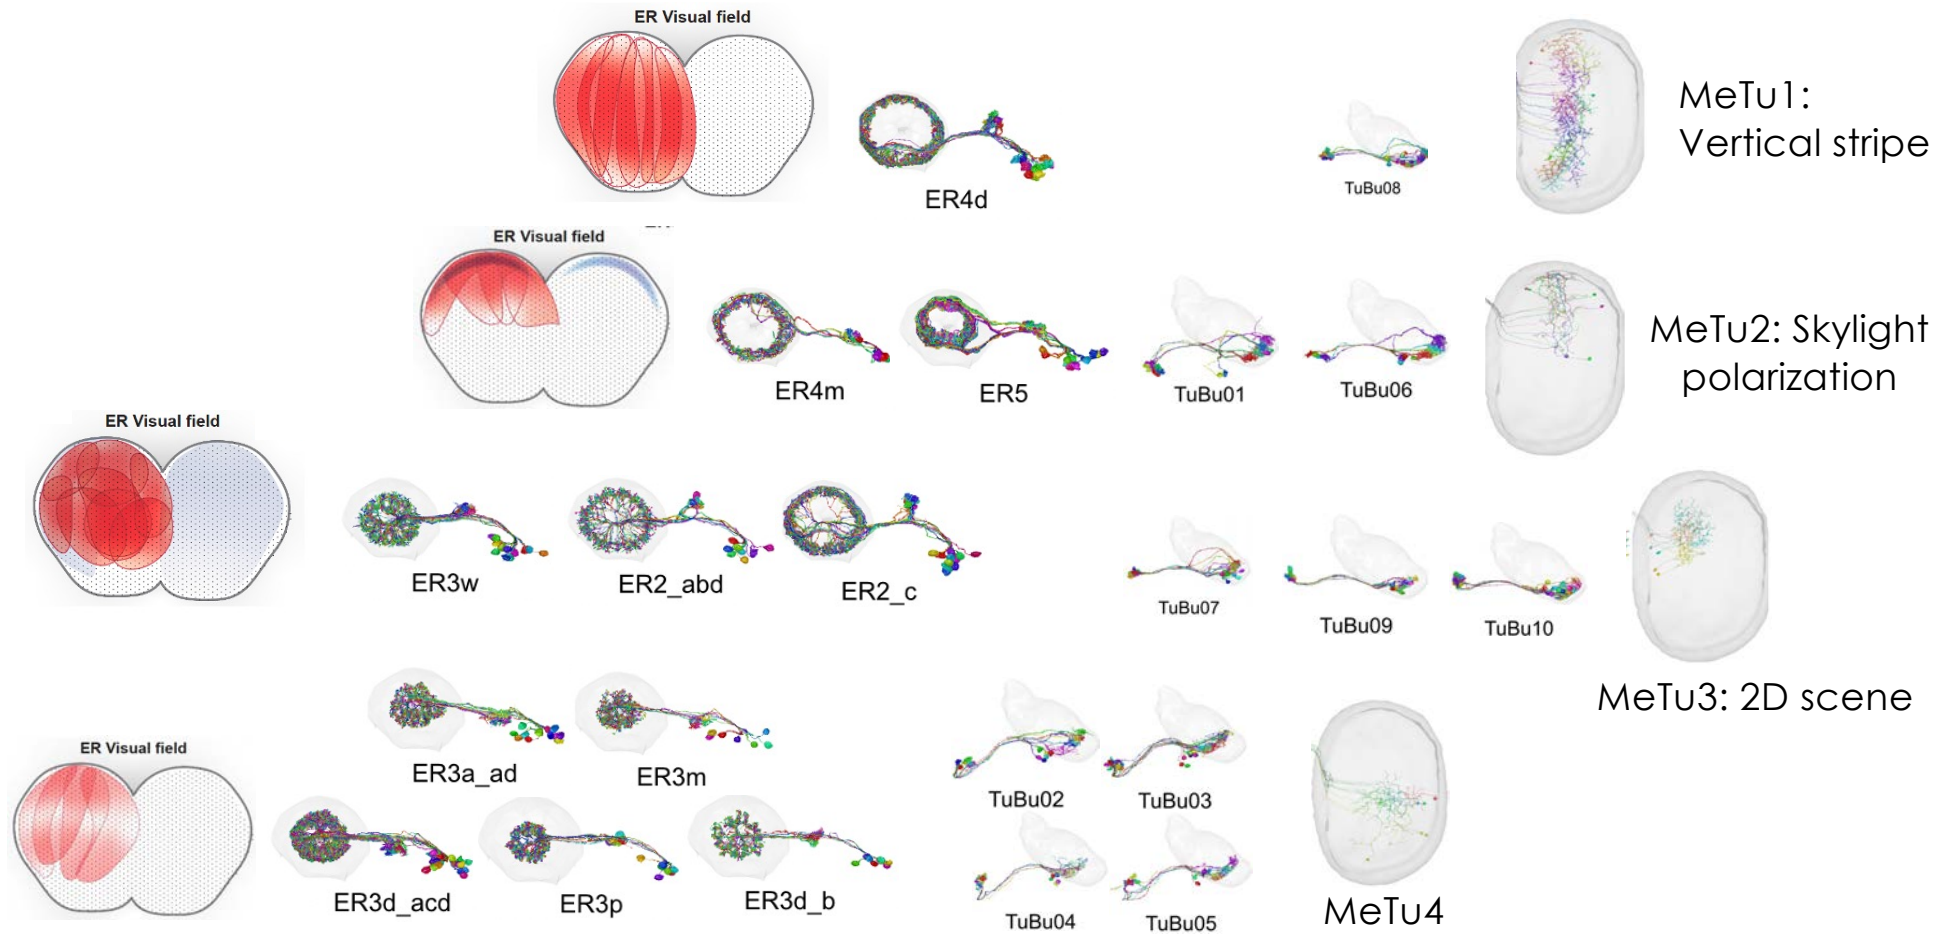 ER Visual field
ER4d
TuBu08
MeTu1:
Vertical stripe
ER Visual field
ER4m
ER5
TuBu01
TuBu06
MeTu2: Skylight
polarization
ER Visual field
ER3w
ER2_abd
ER2_c
TuBu07
TuBu09
TuBu10
MeTu3: 2D scene
ER Visual field
ER3a_ad
ER3m
ER3d_acd
ER3p
ER3d_b
TuBu02
TuBu03
TuBu04
TuBu05
MeTu4